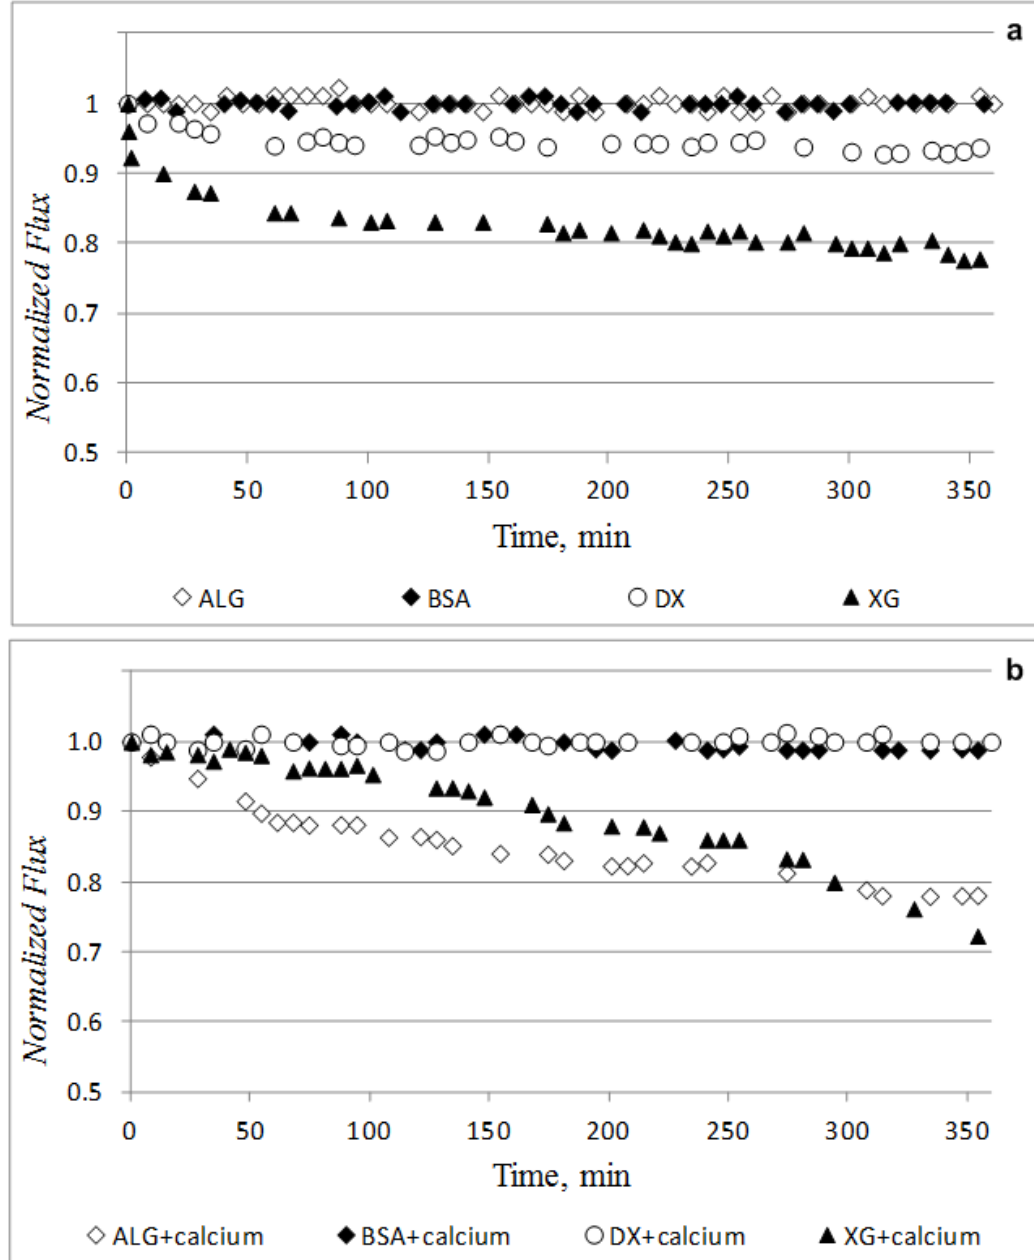 a
1
0.9
0.8
0.7
0.6
0.5
Normalized Flux
0 50 100 150 200 250 300 350
Time, min
ALG BSA DX XG
b
1.0
0.9
0.8
0.7
0.6
0.5
Normalized Flux
0 50 100 150 200 250 300 350
Time, min
ALG+calcium BSA+calcium DX+calcium XG+calcium